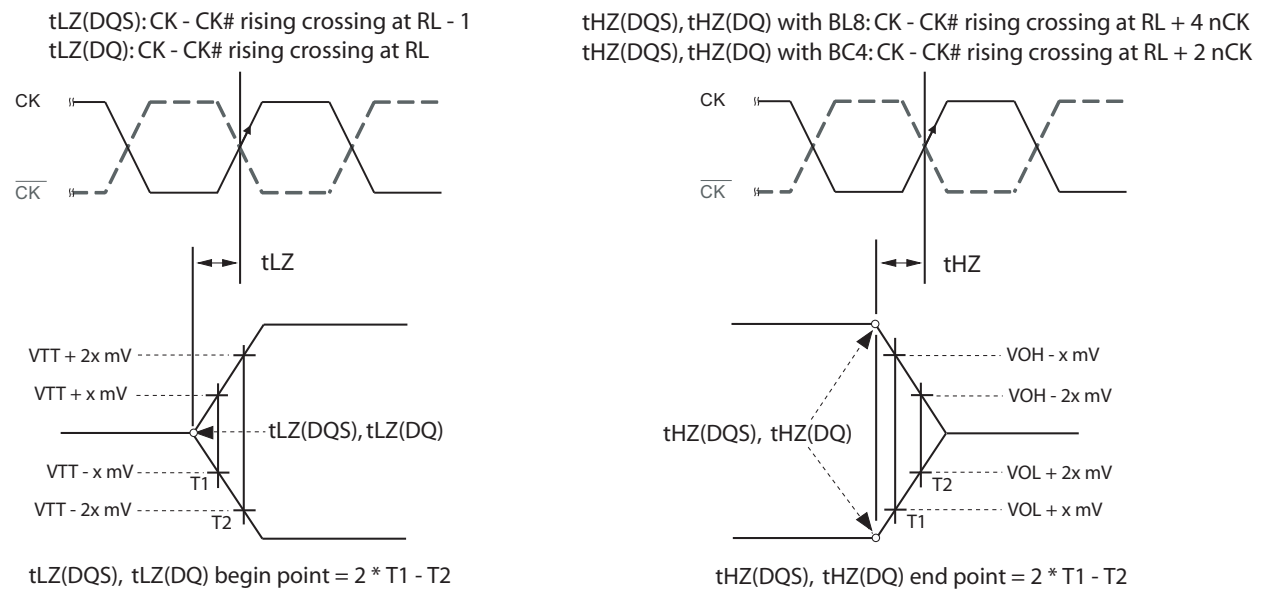 tLZ(DQS): CK - CK# rising crossing at RL - 1
tLZ(DQ): CK - CK# rising crossing at RL
CK
CK
tLZ
VTT + 2x mV
VTT + x mV
tLZ(DQS), tLZ(DQ)
VTT - x mV
T1
VTT - 2x mV
T2
tLZ(DQS), tLZ(DQ) begin point = 2 * T1 - T2
tHZ(DQS), tHZ(DQ) with BL8: CK - CK# rising crossing at RL + 4 nCK
tHZ(DQS), tHZ(DQ) with BC4: CK - CK# rising crossing at RL + 2 nCK
CK
CK
tHZ
VOH - x mV
VOH - 2x mV
tHZ(DQS), tHZ(DQ)
VOL + 2x mV
T2
VOL + x mV
T1
tHZ(DQS), tHZ(DQ) end point = 2 * T1 - T2